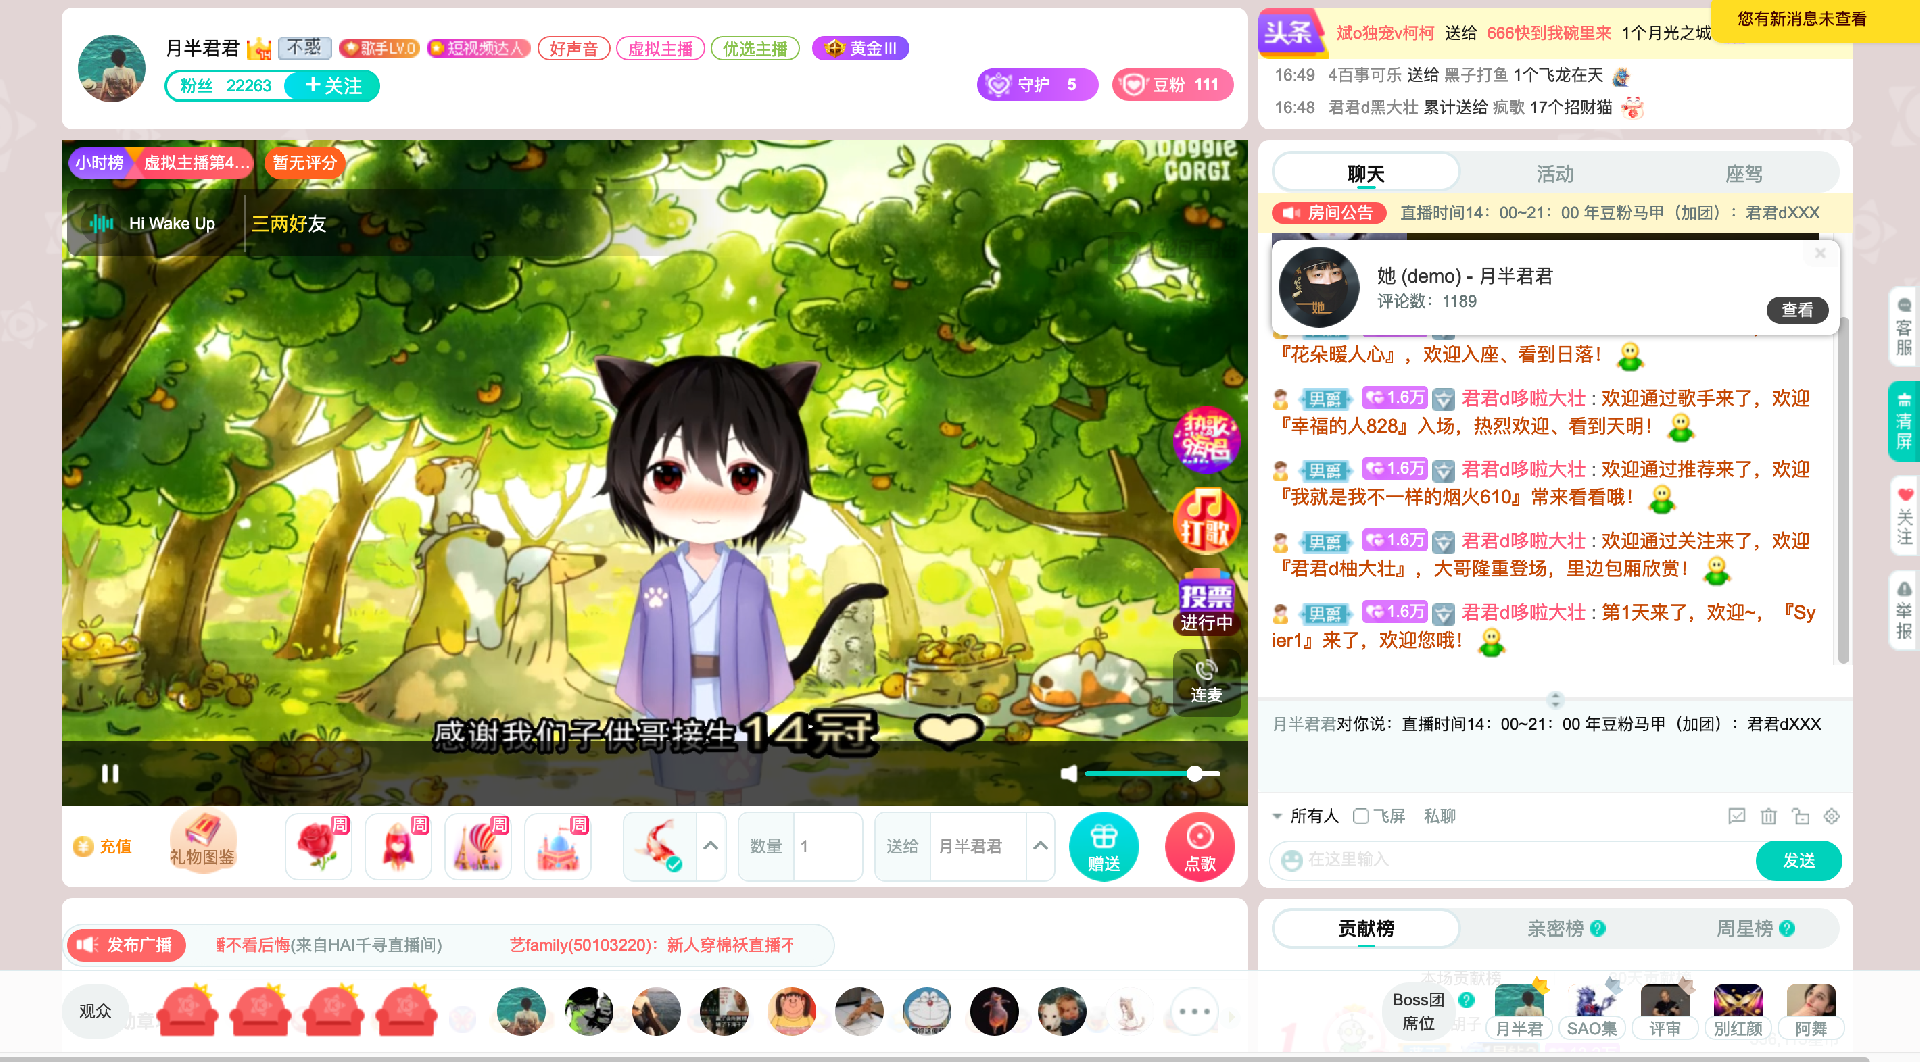 月半君君
不惑
歌手LV.0
短视频达人
好声音
虚拟主播
优选主播
黄金III
粉丝 22263
+关注
守护 5
豆粉 111
头条
斌o独宠v柯柯 送给 666快到我碗里来 1个月光之城
您有新消息未查看
16:49 4百事可乐 送给 黑子打鱼 1个飞龙在天
16:48 君君d黑大壮 累计送给 疯歌 17个招财猫
小时榜
虚拟主播第4...
暂无评分
Doggie
CORGI
Hi Wake Up
三两好友
热歌
嗨唱
打歌
投票
进行中
连麦
感谢我们子供哥接生14冠
聊天
活动
座驾
房间公告
直播时间14：00~21：00 年豆粉马甲（加团）：君君dXXX
她 (demo) - 月半君君
评论数：1189
查看
她
『花朵暖人心』，欢迎入座、看到日落！
男爵 1.6万 君君d哆啦大壮 : 欢迎通过歌手来了，欢迎
『幸福的人828』入场，热烈欢迎、看到天明！
男爵 1.6万 君君d哆啦大壮 : 欢迎通过推荐来了，欢迎
『我就是我不一样的烟火610』常来看看哦！
男爵 1.6万 君君d哆啦大壮 : 欢迎通过关注来了，欢迎
『君君d柚大壮』，大哥隆重登场，里边包厢欣赏！
男爵 1.6万 君君d哆啦大壮 : 第1天来了，欢迎~，『Sy
ier1』来了，欢迎您哦！
月半君君对你说：直播时间14：00~21：00 年豆粉马甲（加团）：君君dXXX
所有人
飞屏
私聊
在这里输入
发送
客服
清屏
关注
举报
充值
礼物图鉴
周
周
周
周
数量 1
送给 月半君君
赠送
点歌
发布广播
播不看后悔(来自HAI千寻直播间)
艺family(50103220)：新人穿棉袄直播不
贡献榜
亲密榜
周星榜
本场贡献榜
观众
Boss团
席位
月半君
SAO集
评审
別红颜
阿舞